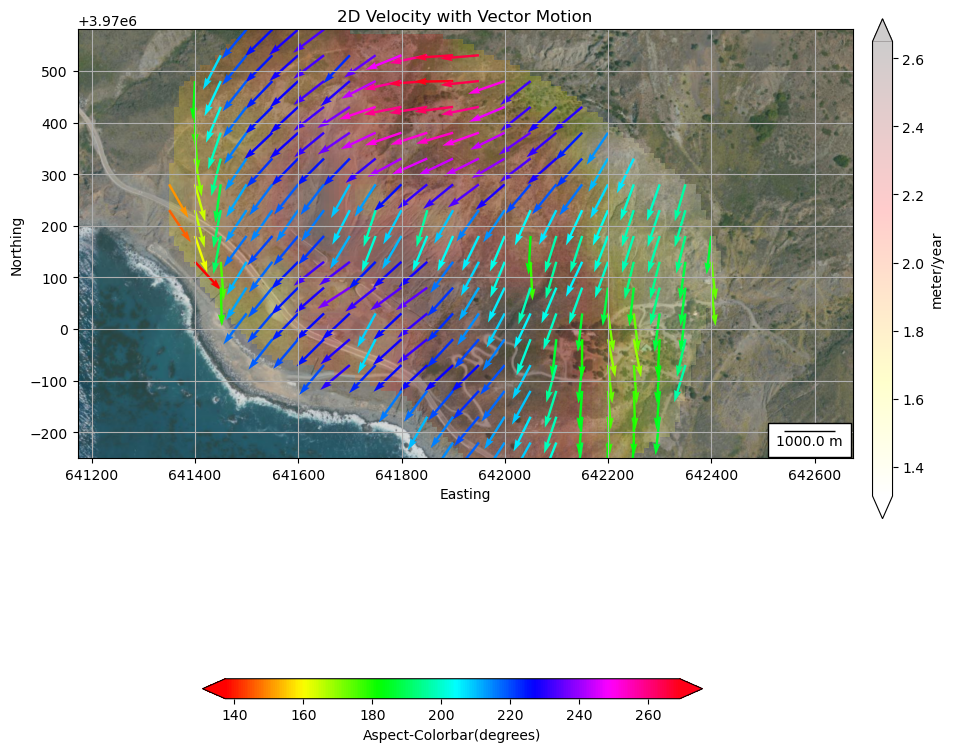 2D Velocity with Vector Motion
+3.97e6
500
400
300
200
100
0
−100
−200
Northing
641200 641400 641600 641800 642000 642200 642400 642600
Easting
1000.0 m
2.6
2.4
2.2
2.0
1.8
1.6
1.4
meter/year
140 160 180 200 220 240 260
Aspect-Colorbar(degrees)